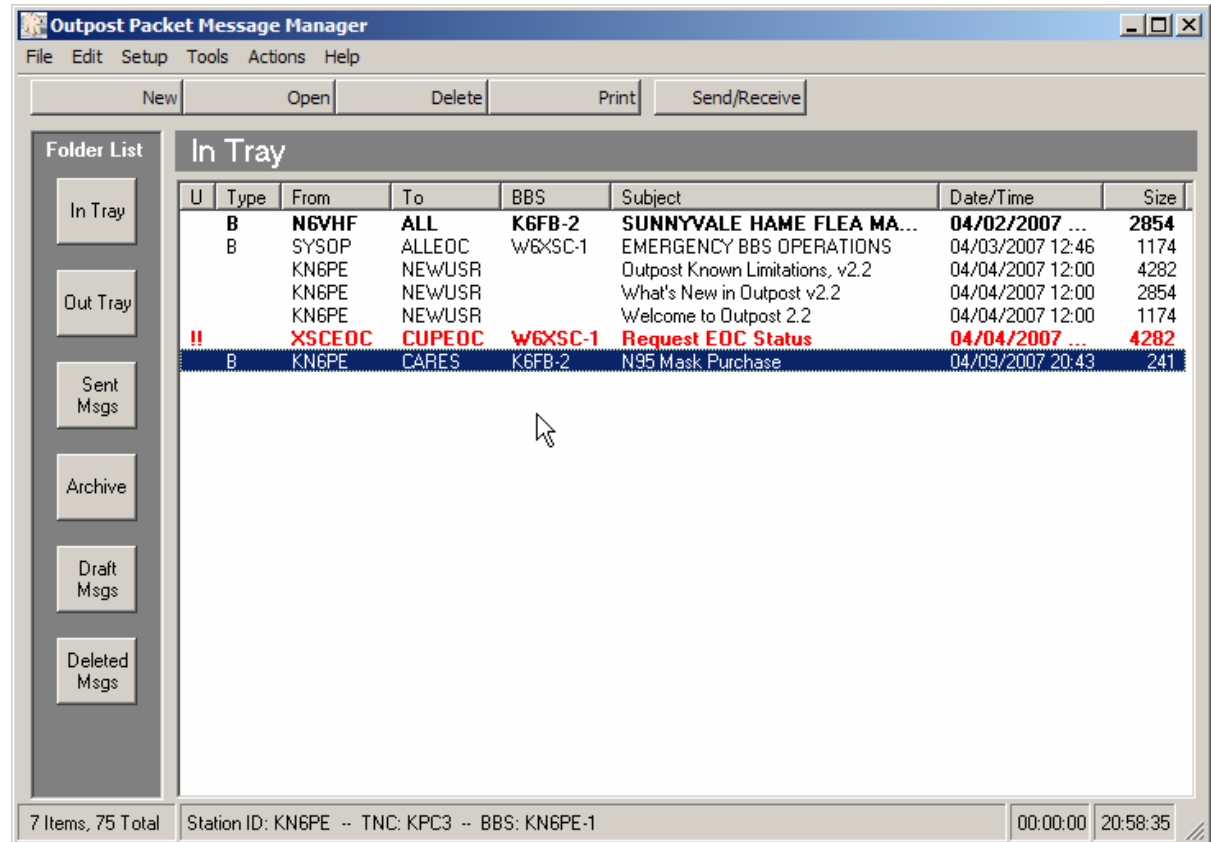 Outpost Packet Message Manager
File Edit Setup Tools Actions Help
New Open Delete Print Send/Receive
Folder List
In Tray
Out Tray
Sent
Msgs
Archive
Draft
Msgs
Deleted
Msgs
In Tray
U Type From To BBS Subject Date/Time Size
B N6VHF ALL K6FB-2 SUNNYVALE HAME FLEA MA... 04/02/2007 ... 2854
B SYSOP ALLEOC W6XSC-1 EMERGENCY BBS OPERATIONS 04/03/2007 12:46 1174
KN6PE NEWUSR Outpost Known Limitations, v2.2 04/04/2007 12:00 4282
KN6PE NEWUSR What's New in Outpost v2.2 04/04/2007 12:00 2854
KN6PE NEWUSR Welcome to Outpost 2.2 04/04/2007 12:00 1174
!! XSCEOC CUPEOC W6XSC-1 Request EOC Status 04/04/2007 ... 4282
B KN6PE CARES K6FB-2 N95 Mask Purchase 04/09/2007 20:43 241
7 Items, 75 Total Station ID: KN6PE -- TNC: KPC3 -- BBS: KN6PE-1 00:00:00 20:58:35